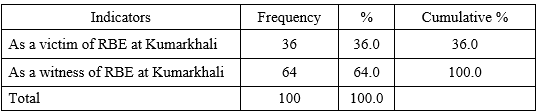 Indicators Frequency % Cumulative %
As a victim of RBE at Kumarkhali 36 36.0 36.0
As a witness of RBE at Kumarkhali 64 64.0 100.0
Total 100 100.0